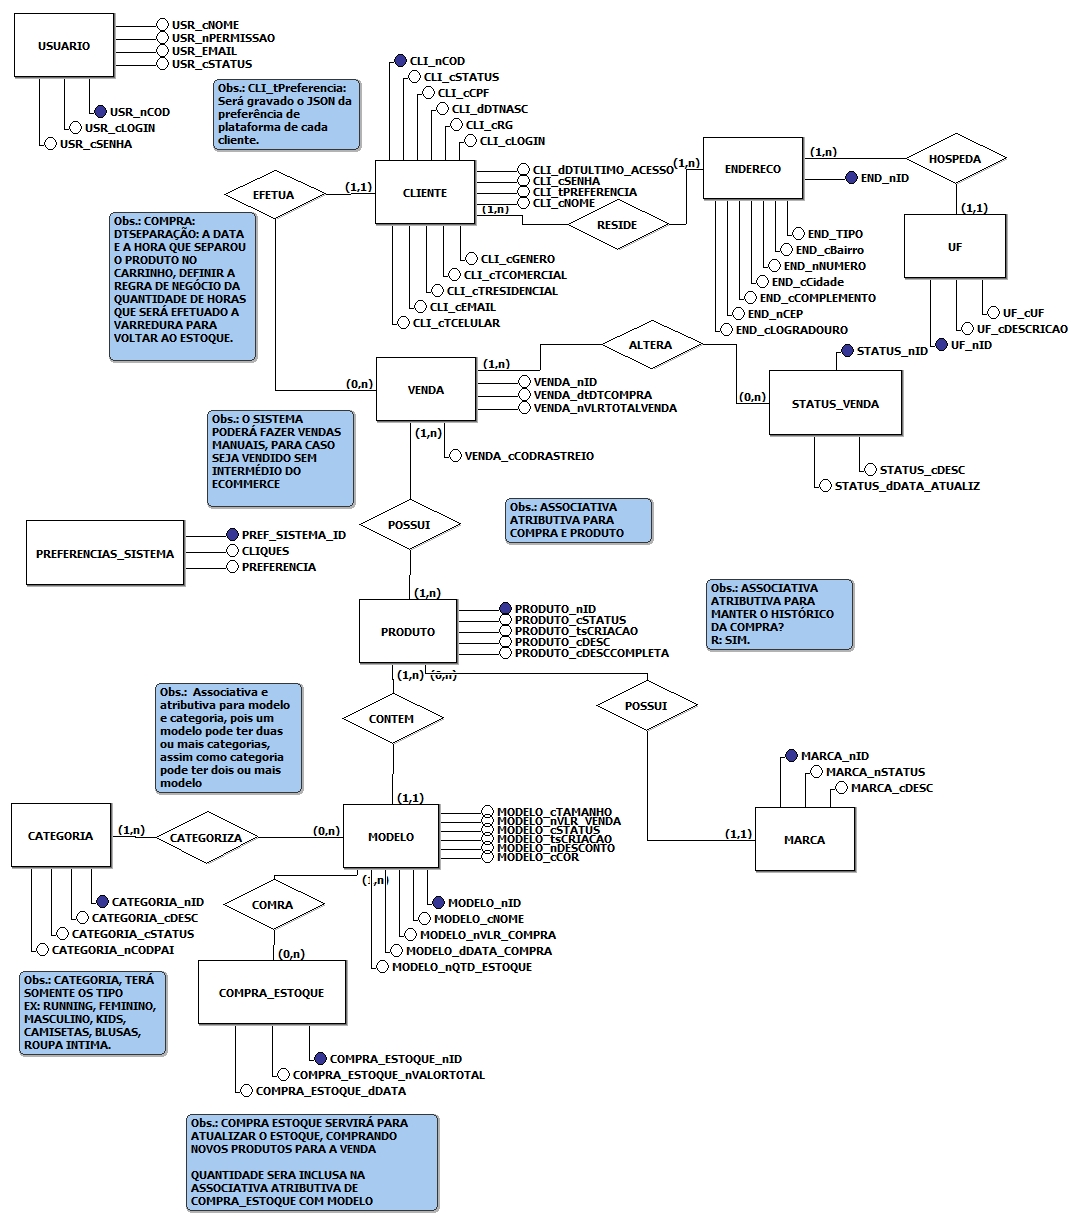 USUARIO
USR_cNOME
USR_nPERMISSAO
USR_EMAIL
USR_cSTATUS
USR_nCOD
USR_cLOGIN
USR_cSENHA
Obs.: CLI_tPreferencia:
Será gravado o JSON da
preferência de
plataforma de cada
cliente.
CLI_nCOD
CLI_cSTATUS
CLI_cCPF
CLI_dDTNASC
CLI_cRG
CLI_cLOGIN
EFETUA
(1,1)
CLIENTE
CLI_dDTULTIMO_ACESSO
CLI_cSENHA
CLI_tPREFERENCIA
CLI_cNOME
(1,n)
RESIDE
(1,n)
ENDERECO
(1,n)
HOSPEDA
END_nID
(1,1)
UF
END_TIPO
END_cBairro
END_nNUMERO
END_cCidade
END_cCOMPLEMENTO
END_nCEP
END_cLOGRADOURO
UF_cUF
UF_cDESCRICAO
UF_nID
CLI_cGENERO
CLI_cTCOMERCIAL
CLI_cTRESIDENCIAL
CLI_cEMAIL
CLI_cTCELULAR
Obs.: COMPRA:
DTSEPARAÇÃO: A DATA
E A HORA QUE SEPAROU
O PRODUTO NO
CARRINHO, DEFINIR A
REGRA DE NEGÓCIO DA
QUANTIDADE DE HORAS
QUE SERÁ EFETUADO A
VARREDURA PARA
VOLTAR AO ESTOQUE.
(0,n)
VENDA
(1,n)
ALTERA
(0,n)
STATUS_nID
STATUS_VENDA
VENDA_nID
VENDA_dtDTCOMPRA
VENDA_nVLRTOTALVENDA
(1,n)
VENDA_cCODRASTREIO
STATUS_cDESC
STATUS_dDATA_ATUALIZ
Obs.: O SISTEMA
PODERÁ FAZER VENDAS
MANUAIS, PARA CASO
SEJA VENDIDO SEM
INTERMÉDIO DO
ECOMMERCE
POSSUI
Obs.: ASSOCIATIVA
ATRIBUTIVA PARA
COMPRA E PRODUTO
PREFERENCIAS_SISTEMA
PREF_SISTEMA_ID
CLIQUES
PREFERENCIA
(1,n)
PRODUTO
PRODUTO_nID
PRODUTO_cSTATUS
PRODUTO_tsCRIACAO
PRODUTO_cDESC
PRODUTO_cDESCCOMPLETA
Obs.: ASSOCIATIVA
ATRIBUTIVA PARA
MANTER O HISTÓRICO
DA COMPRA?
R: SIM.
(1,n)
(0,n)
Obs.:  Associativa e
atributiva para modelo
e categoria, pois um
modelo pode ter duas
ou mais categorias,
assim como categoria
pode ter dois ou mais
modelo
CONTEM
POSSUI
MARCA_nID
MARCA_nSTATUS
MARCA_cDESC
(1,1)
MARCA
(1,1)
CATEGORIA
(1,n)
CATEGORIZA
(0,n)
MODELO
MODELO_cTAMANHO
MODELO_nVLR_VENDA
MODELO_cSTATUS
MODELO_tsCRIACAO
MODELO_nDESCONTO
MODELO_cCOR
(1,n)
COMRA
(0,n)
CATEGORIA_nID
CATEGORIA_cDESC
CATEGORIA_cSTATUS
CATEGORIA_nCODPAI
MODELO_nID
MODELO_cNOME
MODELO_nVLR_COMPRA
MODELO_dDATA_COMPRA
MODELO_nQTD_ESTOQUE
Obs.: CATEGORIA, TERÁ
SOMENTE OS TIPO
EX: RUNNING, FEMININO,
MASCULINO, KIDS,
CAMISETAS, BLUSAS,
ROUPA INTIMA.
COMPRA_ESTOQUE
COMPRA_ESTOQUE_nID
COMPRA_ESTOQUE_nVALORTOTAL
COMPRA_ESTOQUE_dDATA
Obs.: COMPRA ESTOQUE SERVIRÁ PARA
ATUALIZAR O ESTOQUE, COMPRANDO
NOVOS PRODUTOS PARA A VENDA
QUANTIDADE SERA INCLUSA NA
ASSOCIATIVA ATRIBUTIVA DE
COMPRA_ESTOQUE COM MODELO